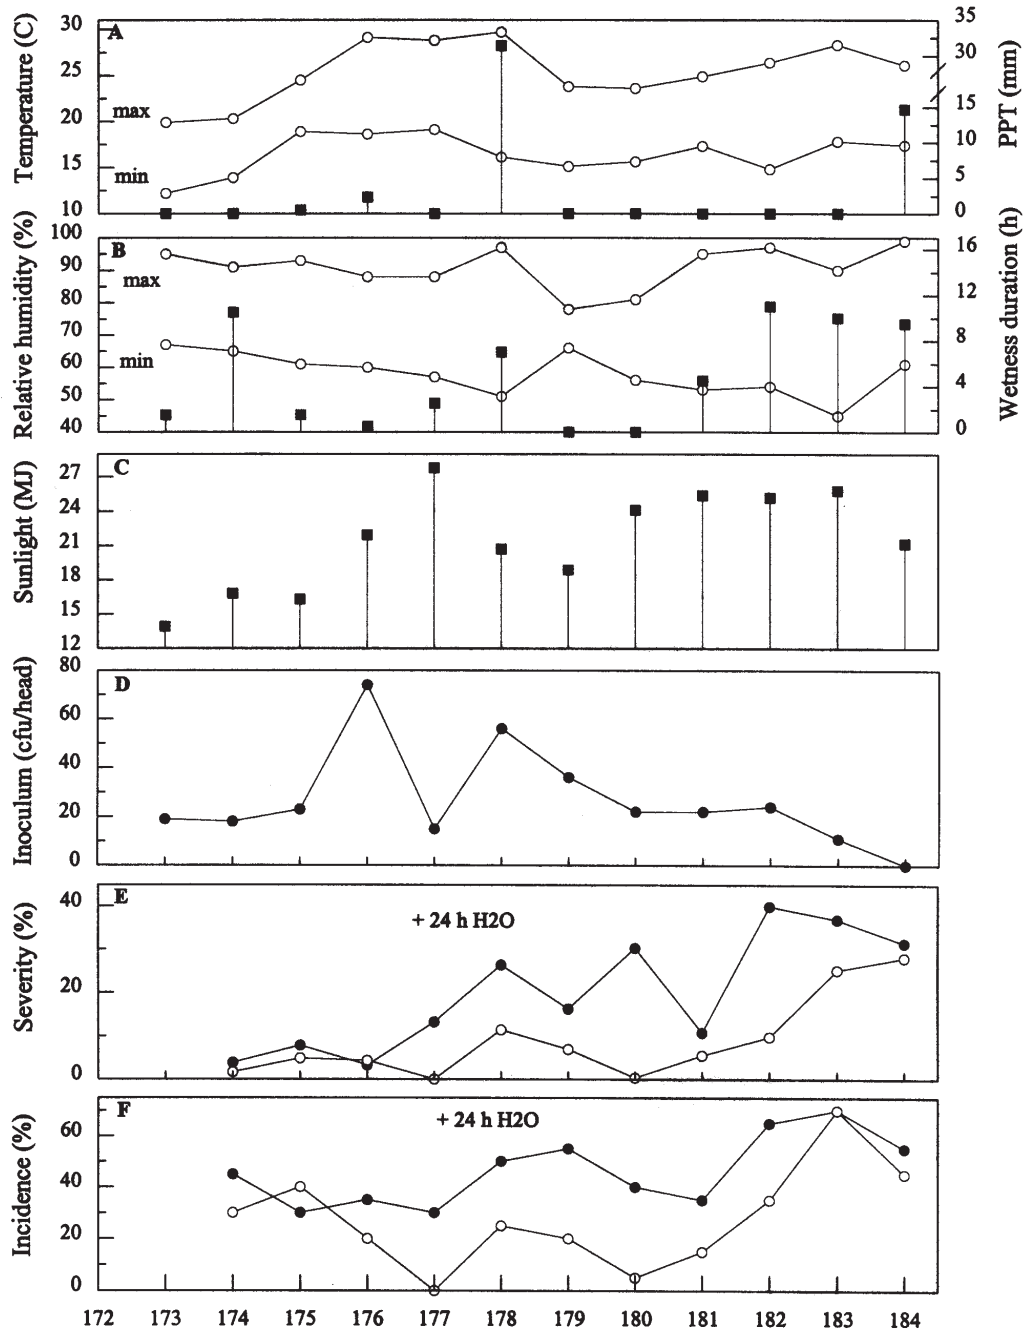 A
Temperature (C)
30
25
20
15
10
max
min
35
30
15
10
5
0
PPT (mm)
B
Relative humidity (%)
100
90
80
70
60
50
40
max
min
16
12
8
4
0
Wetness duration (h)
C
Sunlight (MJ)
27
24
21
18
15
12
D
Inoculum (cfu/head)
80
60
40
20
0
E
Severity (%)
40
20
0
+ 24 h H2O
F
Incidence (%)
60
40
20
0
+ 24 h H2O
172 173 174 175 176 177 178 179 180 181 182 183 184